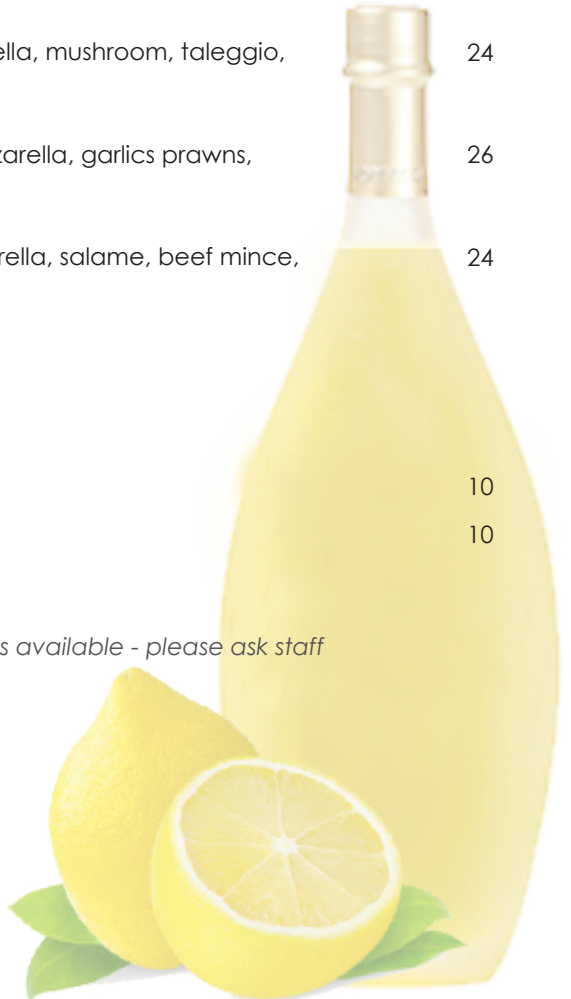 ella, mushroom, taleggio, 24
zarella, garlics prawns, 26
rella, salame, beef mince, 24
10
10
s available - please ask staff